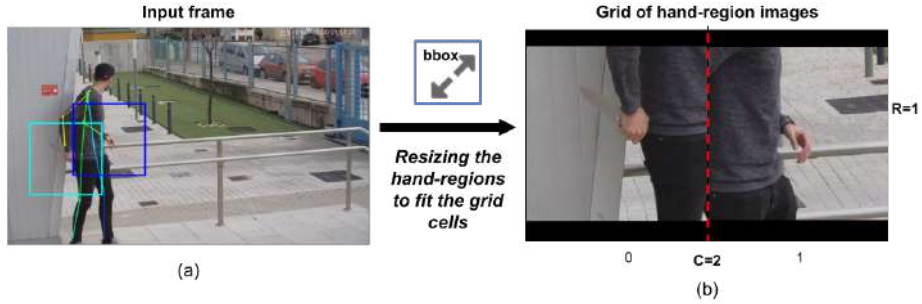 Input frame
Grid of hand-region images
bbox
R=1
Resizing the
hand-regions
to fit the grid
cells
0
C=2
1
(a)
(b)